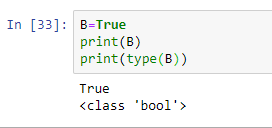 In [33]: B=True
print(B)
print(type(B))
True
<class 'bool'>